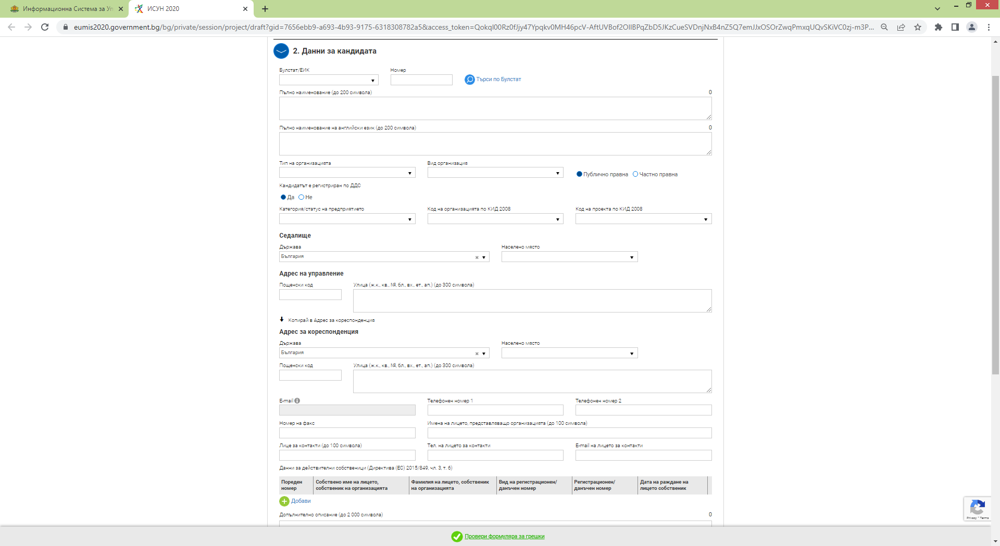 Информационна Система за Уп
ИСУН 2020
eumis2020.government.bg/bg/private/session/project/draft?gid=7656ebb9-a693-4b93-9175-6318308782a5&access_token=Qokql00Rz0fJjy47Ypqkv0MH46pcV-AftUVBof2OIlBPqZbD5JKzCueSVDnjNxB4nZ5Q7emJJxOSOrZwqPmxqUQvSKiVC0zj-m3P...
2. Данни за кандидата
Булстат/ЕИК Номер
Търси по Булстат
Пълно наименование (до 200 символа) 0
Пълно наименование на английски език (до 200 символа) 0
Тип на организацията Вид организация
Публично правна Частно правна
Кандидатът е регистриран по ДДС
Да Не
Категория/статус на предприятието Код на организацията по КИД 2008 Код на проекта по КИД 2008
Седалище
Държава Населено място
България
Адрес на управление
Пощенски код Улица (ж.к., кв., №, бл., вх., ет., ап.) (до 300 символа)
Копирай в Адрес за кореспонденция
Адрес за кореспонденция
Държава Населено място
България
Пощенски код Улица (ж.к., кв., №, бл., вх., ет., ап.) (до 300 символа)
E-mail Телефонен номер 1 Телефонен номер 2
Номер на факс Имена на лицето, представляващо организацията (до 100 символа)
Лице за контакти (до 100 символа) Тел. на лицето за контакти E-mail на лицето за контакти
Данни за действителни собственици (Директива (ЕС) 2015/849, чл. 3, т. 6)
Пореден номер Собствено име на лицето, собственик на организацията Фамилия на лицето, собственик на организацията Вид на регистрационен/ данъчен номер Регистрационен/ данъчен номер Дата на раждане на лицето собственик
Добави
Допълнително описание (до 2 000 символа) 0
Privacy - Terms
Провери формуляра за грешки